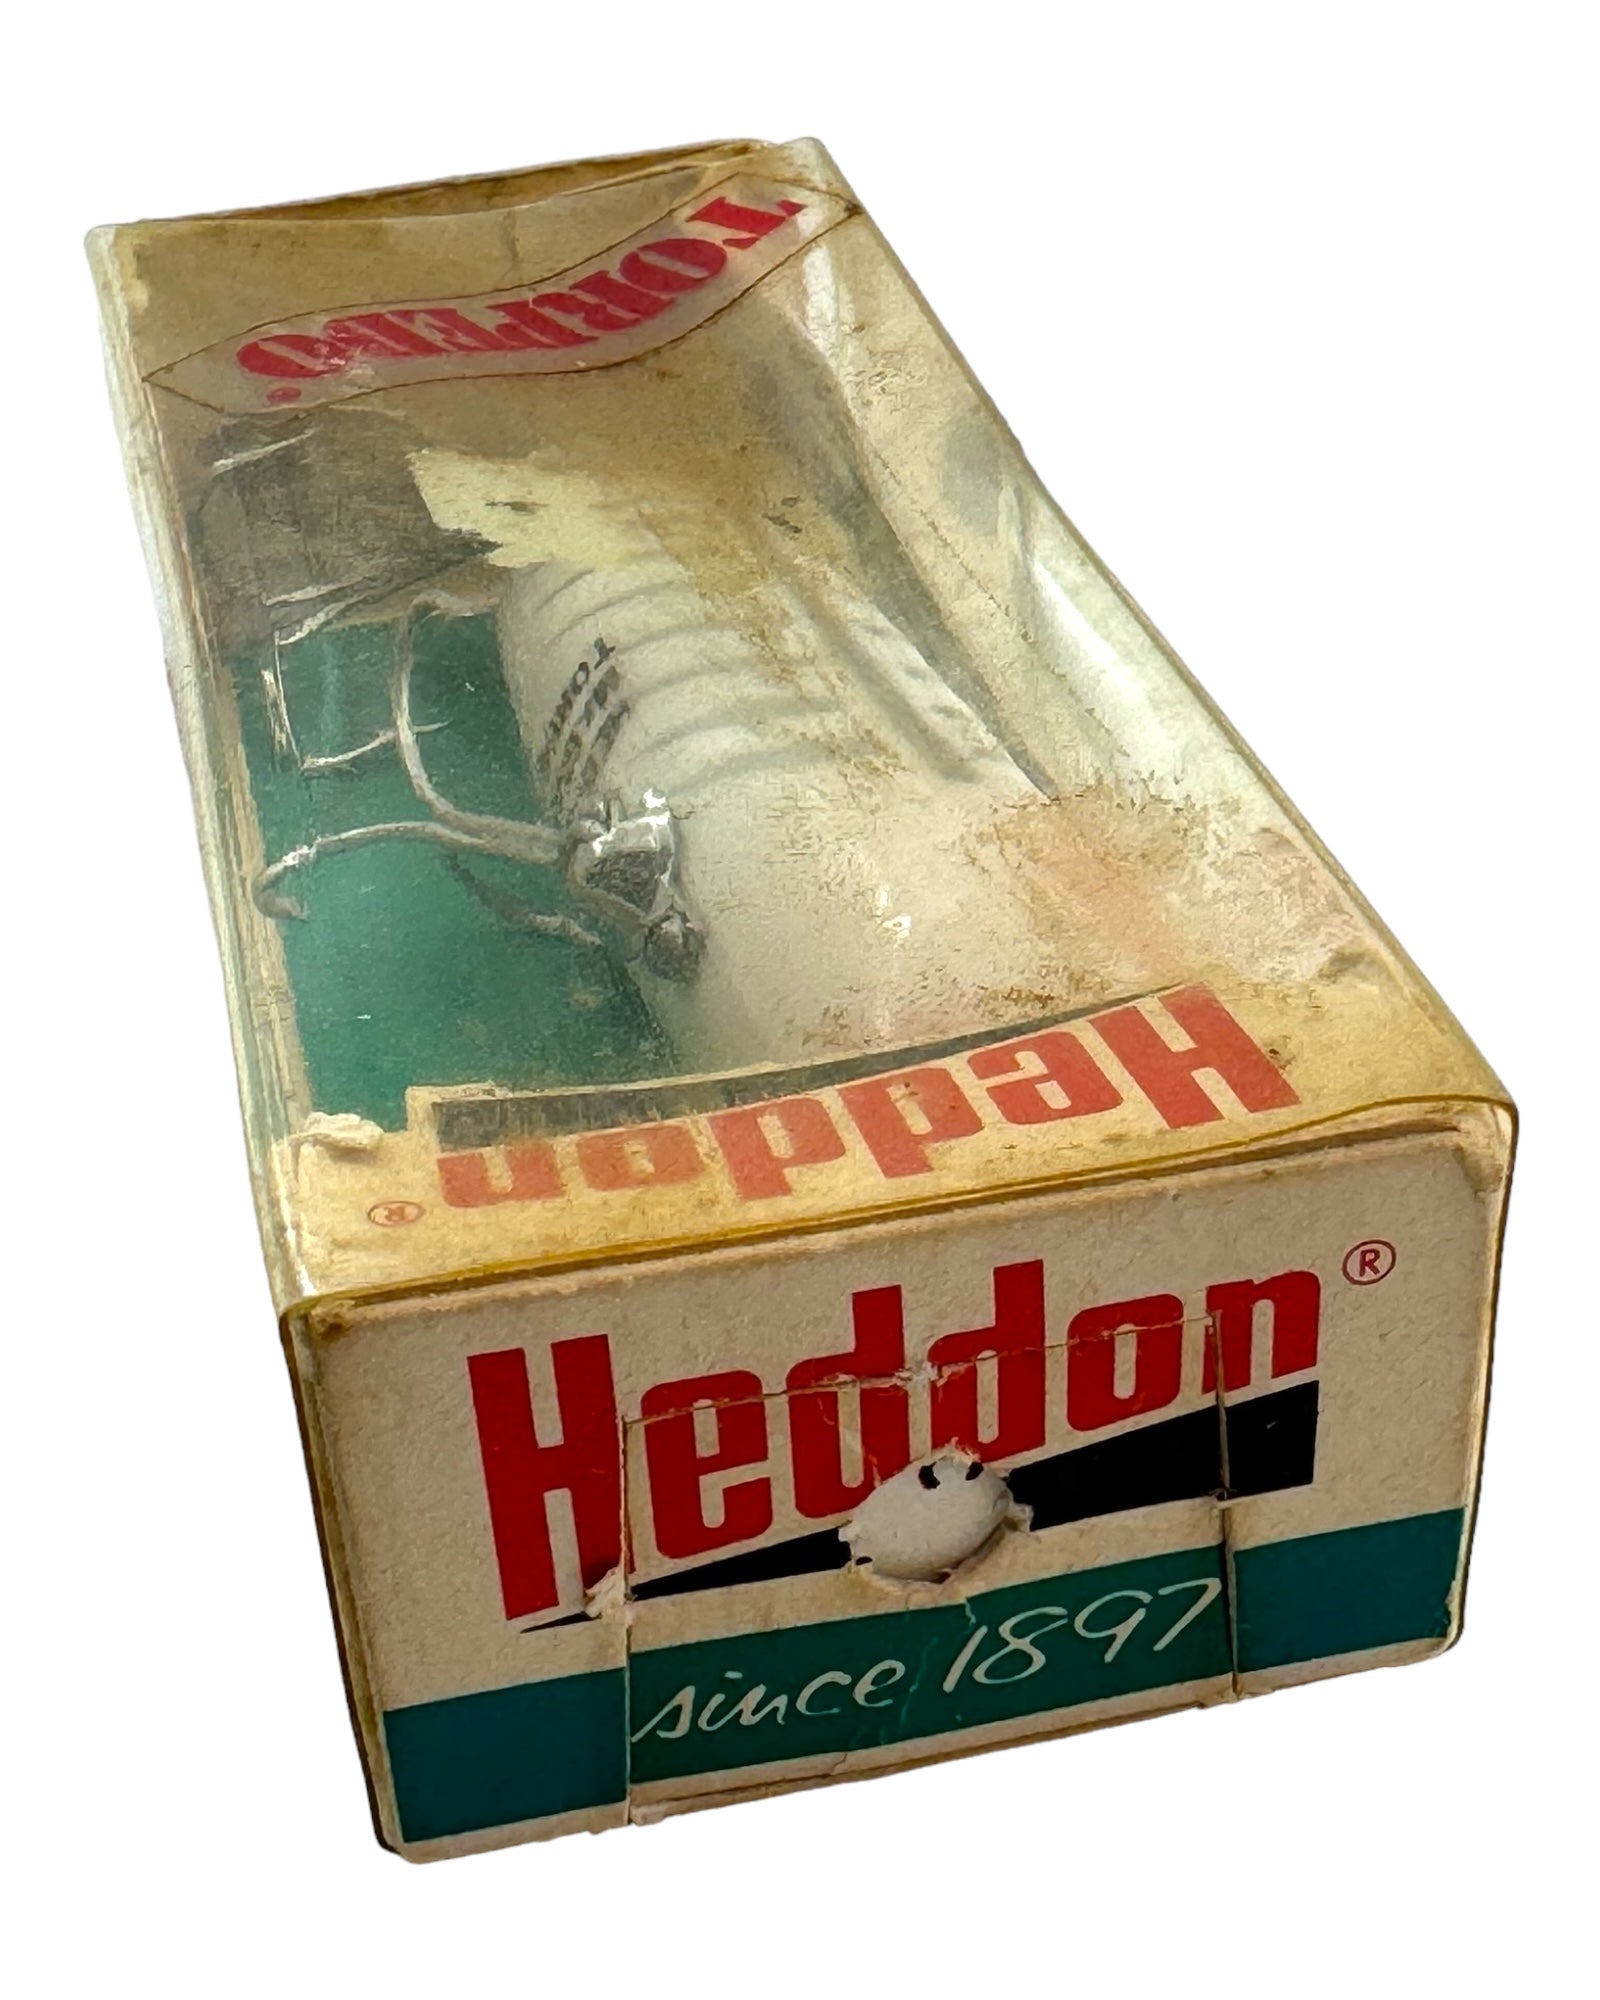 TORPEDO
Heddon®
Heddon®
since 1897